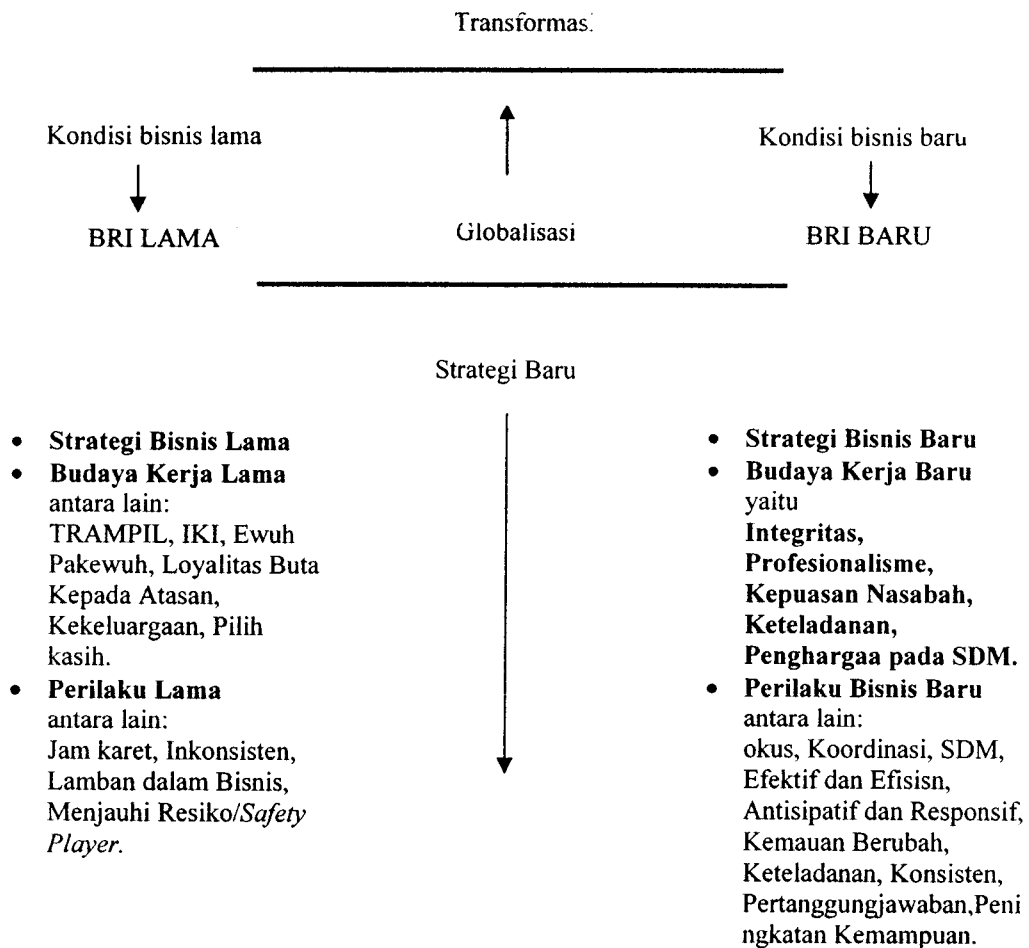 Transformas.
Kondisi bisnis lama
Kondisi bisnis baru
BRI LAMA
Globalisasi
BRI BARU
Strategi Baru
• Strategi Bisnis Lama
• Budaya Kerja Lama
antara lain:
TRAMPIL, IKI, Ewuh
Pakewuh, Loyalitas Buta
Kepada Atasan,
Kekeluargaan, Pilih
kasih.
• Perilaku Lama
antara lain:
Jam karet, Inkonsisten,
Lamban dalam Bisnis,
Menjauhi Resiko/Safety
Player.
• Strategi Bisnis Baru
• Budaya Kerja Baru
yaitu
Integritas,
Profesionalisme,
Kepuasan Nasabah,
Keteladanan,
Penghargaa pada SDM.
• Perilaku Bisnis Baru
antara lain:
okus, Koordinasi, SDM,
Efektif dan Efisisn,
Antisipatif dan Responsif,
Kemauan Berubah,
Keteladanan, Konsisten,
Pertanggungjawaban,Peni
ngkatan Kemampuan.